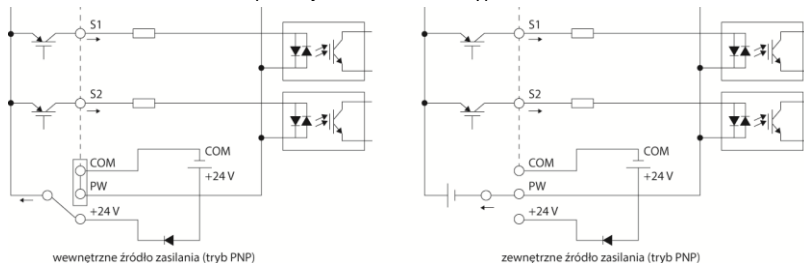 S1
S2
COM
PW
+24 V
COM
+24 V
wewnętrzne źródło zasilania (tryb PNP)
S1
S2
COM
PW
+24 V
COM
+24 V
zewnętrzne źródło zasilania (tryb PNP)